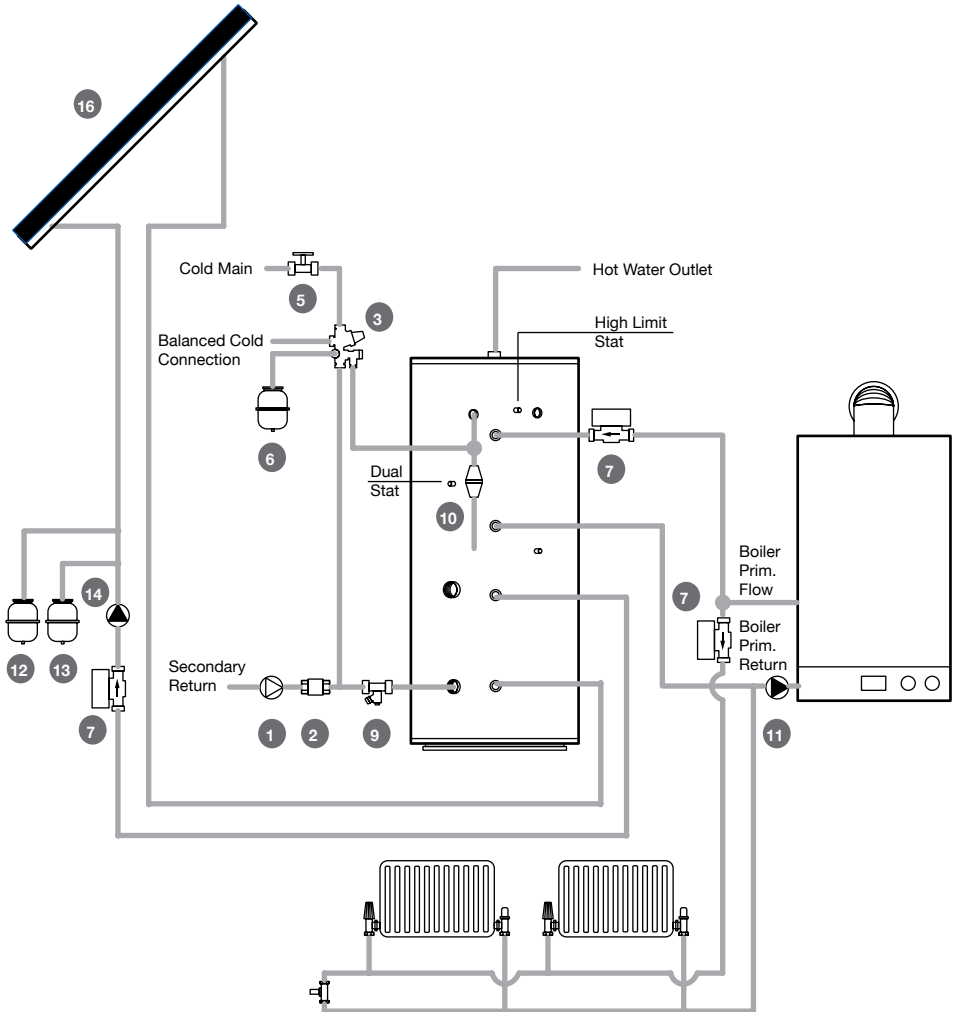 16
Cold Main
Hot Water Outlet
5
3
High Limit
Stat
Balanced Cold
Connection
6
7
Dual
Stat
10
Boiler
Prim.
Flow
14
7
Boiler
Prim.
Return
12
13
Secondary
Return
7
1
2
9
11